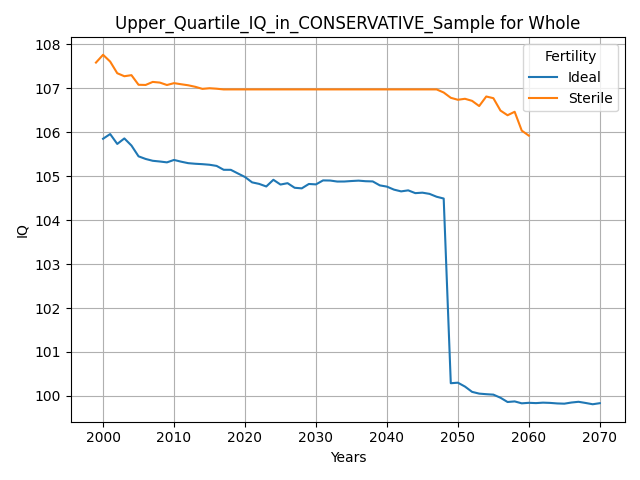 Upper_Quartile_IQ_in_CONSERVATIVE_Sample for Whole
108
107
106
105
104
103
102
101
100
IQ
Fertility
Ideal
Sterile
2000 2010 2020 2030 2040 2050 2060 2070
Years